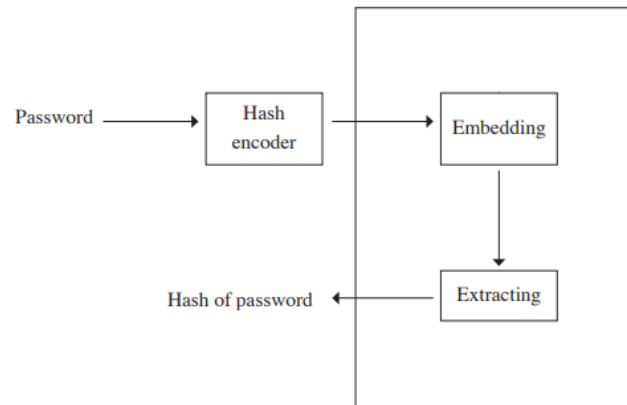 Password
Hash
encoder
Embedding
Extracting
Hash of password